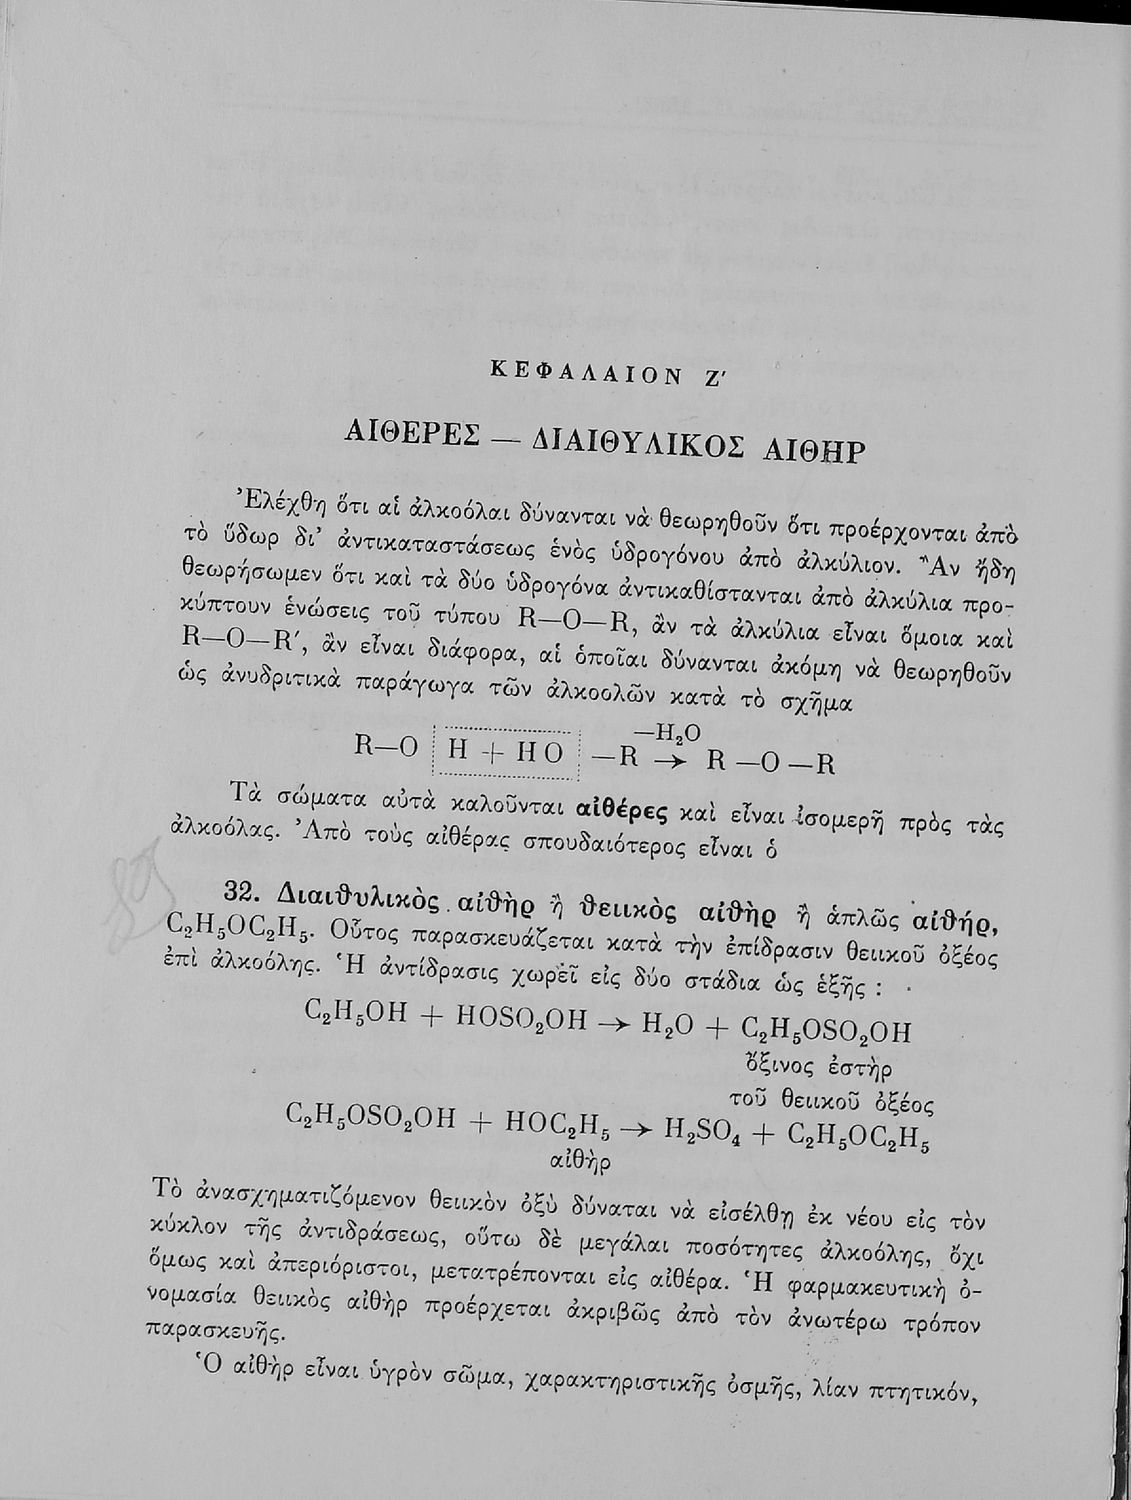 ΚΕΦΑΛΑΙΟΝ Ζ′
ΑΙΘΕΡΕΣ — ΔΙΑΙΘΥΛΙΚΟΣ ΑΙΘΗΡ
Ἐλέχθη ὅτι αἱ ἀλκοόλαι δύνανται νὰ θεωρηθοῦν ὅτι προέρχονται ἀπὸ
τὸ ὕδωρ δι’ ἀντικαταστάσεως ἑνὸς ὑδρογόνου ἀπὸ ἀλκύλιον. Ἂν ἤδη
θεωρήσωμεν ὅτι καὶ τὰ δύο ὑδρογόνα ἀντικαθίστανται ἀπὸ ἀλκύλια προ-
κύπτουν ἑνώσεις τοῦ τύπου R—O—R, ἂν τὰ ἀλκύλια εἶναι ὅμοια καὶ
R—O—R′, ἂν εἶναι διάφορα, αἱ ὁποῖαι δύνανται ἀκόμη νὰ θεωρηθοῦν
ὡς ἀνυδριτικὰ παράγωγα τῶν ἀλκοολῶν κατὰ τὸ σχῆμα
R—O H + HO —R —H₂O → R —O —R
Τὰ σώματα αὐτὰ καλοῦνται αἰθέρες καὶ εἶναι ἰσομερῆ πρὸς τὰς
ἀλκοόλας. Ἀπὸ τοὺς αἰθέρας σπουδαιότερος εἶναι ὁ
32. Διαιθυλικὸς αἰθὴρ ἢ θειικὸς αἰθὴρ ἢ ἁπλῶς αἰθήρ,
C₂H₅OC₂H₅. Οὗτος παρασκευάζεται κατὰ τὴν ἐπίδρασιν θειικοῦ ὀξέος
ἐπὶ ἀλκοόλης. Ἡ ἀντίδρασις χωρεῖ εἰς δύο στάδια ὡς ἑξῆς :
C₂H₅OH + HOSO₂OH → H₂O + C₂H₅OSO₂OH
ὄξινος ἐστὴρ
τοῦ θειικοῦ ὀξέος
C₂H₅OSO₂OH + HOC₂H₅ → H₂SO₄ + C₂H₅OC₂H₅
αἰθὴρ
Τὸ ἀνασχηματιζόμενον θειικὸν ὀξὺ δύναται νὰ εἰσέλθῃ ἐκ νέου εἰς τὸν
κύκλον τῆς ἀντιδράσεως, οὕτω δὲ μεγάλαι ποσότητες ἀλκοόλης, ὄχι
ὅμως καὶ ἀπεριόριστοι, μετατρέπονται εἰς αἰθέρα. Ἡ φαρμακευτικὴ ὀ-
νομασία θειικὸς αἰθὴρ προέρχεται ἀκριβῶς ἀπὸ τὸν ἀνωτέρω τρόπον
παρασκευῆς.
Ὁ αἰθὴρ εἶναι ὑγρὸν σῶμα, χαρακτηριστικῆς ὀσμῆς, λίαν πτητικόν,